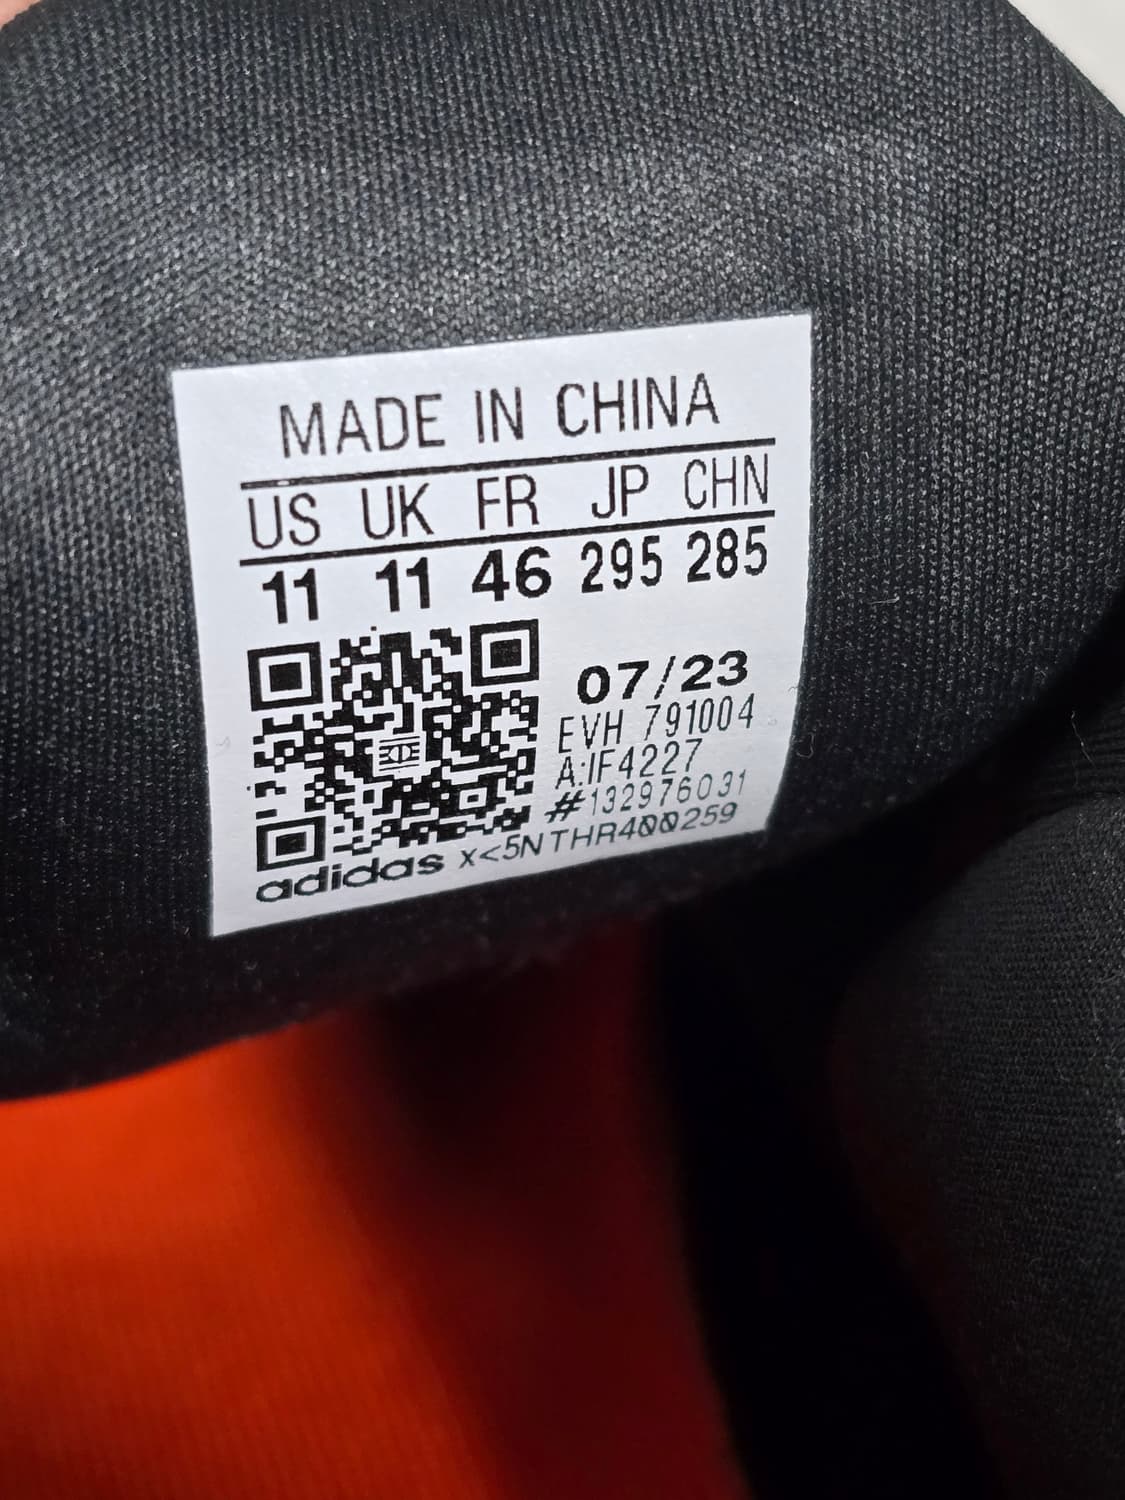 MADE IN CHINA
US UK FR JP CHN
11 11 46 295 285
07/23
EVH 791004
A:IF4227
#132976031
adidas x<5NTHR400259